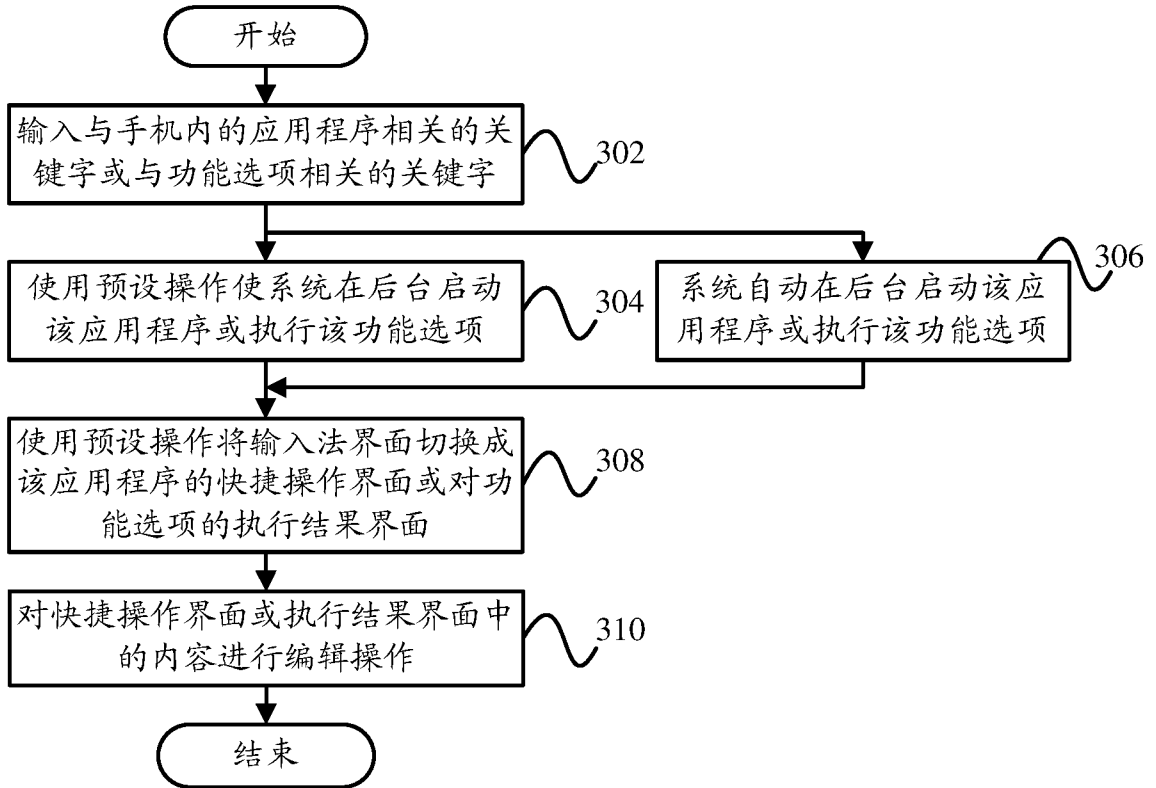 开始
输入与手机内的应用程序相关的关
键字或与功能选项相关的关键字
302
使用预设操作使系统在后台启动
该应用程序或执行该功能选项
304
系统自动在后台启动该应
用程序或执行该功能选项
306
使用预设操作将输入法界面切换成
该应用程序的快捷操作界面或对功
能选项的执行结果界面
308
对快捷操作界面或执行结果界面中
的内容进行编辑操作
310
结束